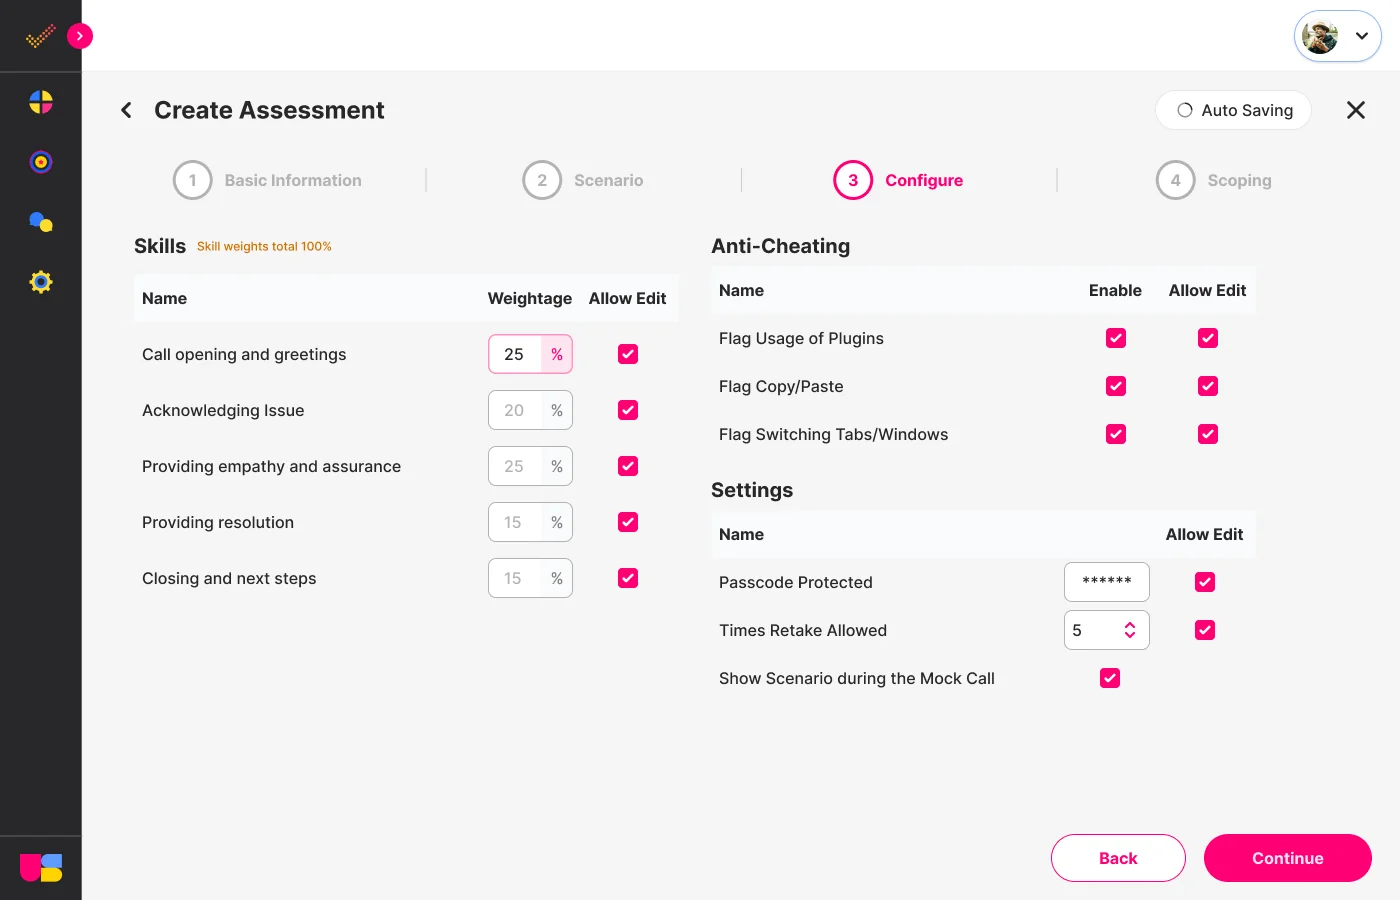 Create Assessment
Auto Saving
1 Basic Information
2 Scenario
3 Configure
4 Scoping
Skills Skill weights total 100%
Name Weightage Allow Edit
Call opening and greetings 25 %
Acknowledging Issue 20 %
Providing empathy and assurance 25 %
Providing resolution 15 %
Closing and next steps 15 %
Anti-Cheating
Name Enable Allow Edit
Flag Usage of Plugins
Flag Copy/Paste
Flag Switching Tabs/Windows
Settings
Name Allow Edit
Passcode Protected ******
Times Retake Allowed 5
Show Scenario during the Mock Call
Back Continue